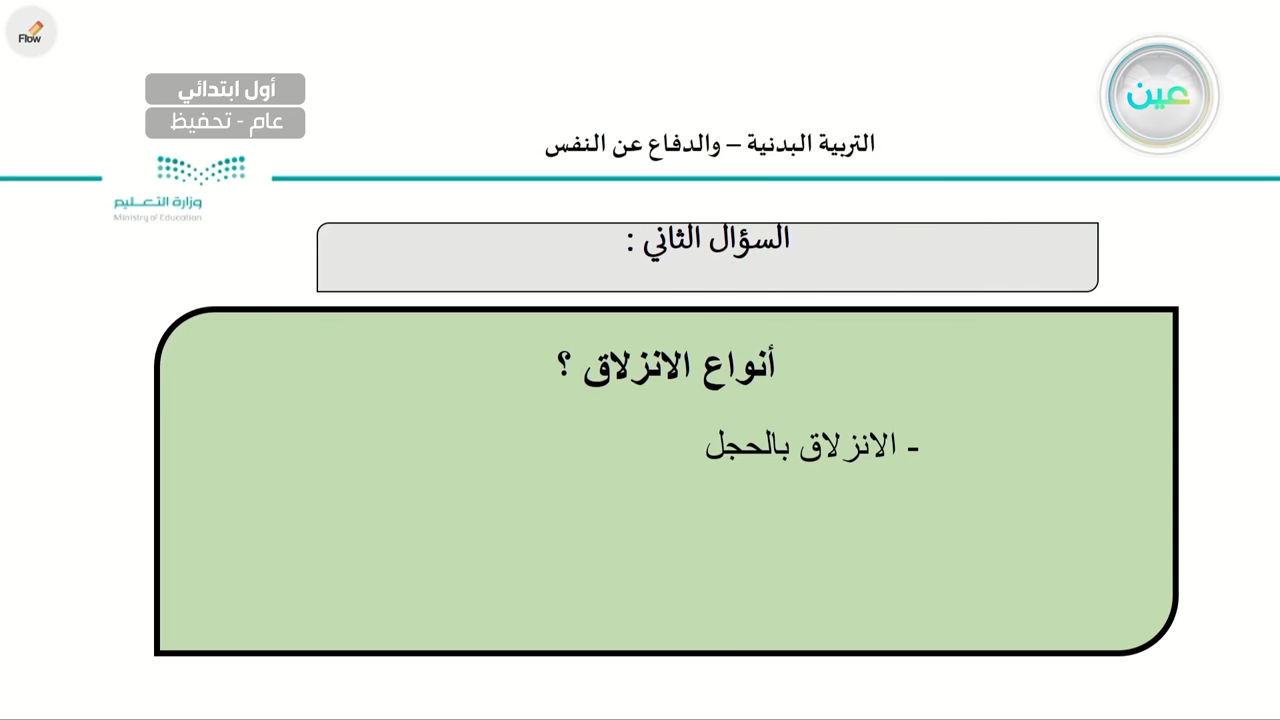 Flow
عين
أول ابتدائي
عام - تحفيظ
التربية البدنية – والدفاع عن النفس
وزارة التعليم
Ministry of Education
السؤال الثاني :
أنواع الانزلاق ؟
- الانزلاق بالحجل